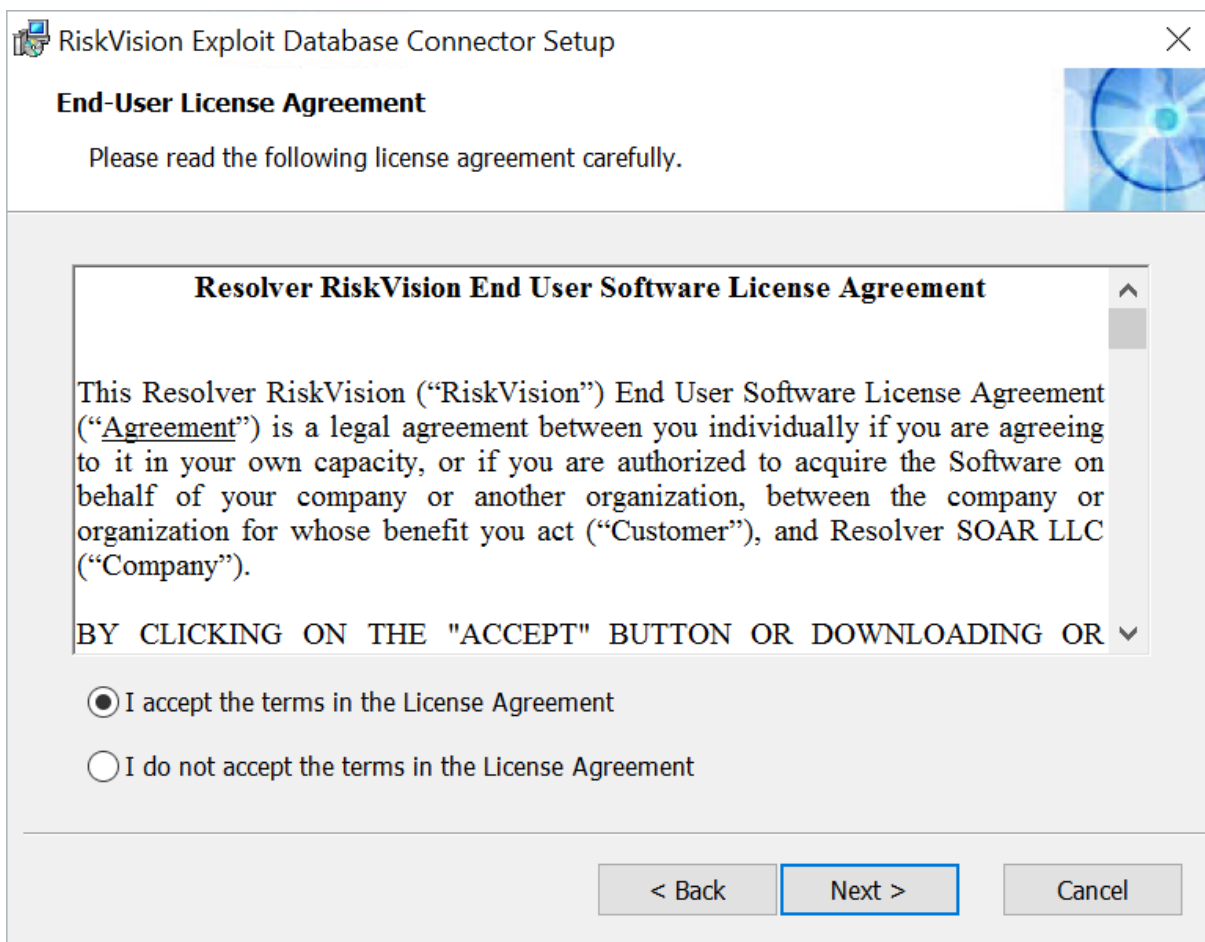 RiskVision Exploit Database Connector Setup
End-User License Agreement
Please read the following license agreement carefully.
Resolver RiskVision End User Software License Agreement
This Resolver RiskVision (“RiskVision”) End User Software License Agreement
(“Agreement”) is a legal agreement between you individually if you are agreeing
to it in your own capacity, or if you are authorized to acquire the Software on
behalf of your company or another organization, between the company or
organization for whose benefit you act (“Customer”), and Resolver SOAR LLC
(“Company”).
BY CLICKING ON THE "ACCEPT" BUTTON OR DOWNLOADING OR
I accept the terms in the License Agreement
I do not accept the terms in the License Agreement
< Back Next > Cancel